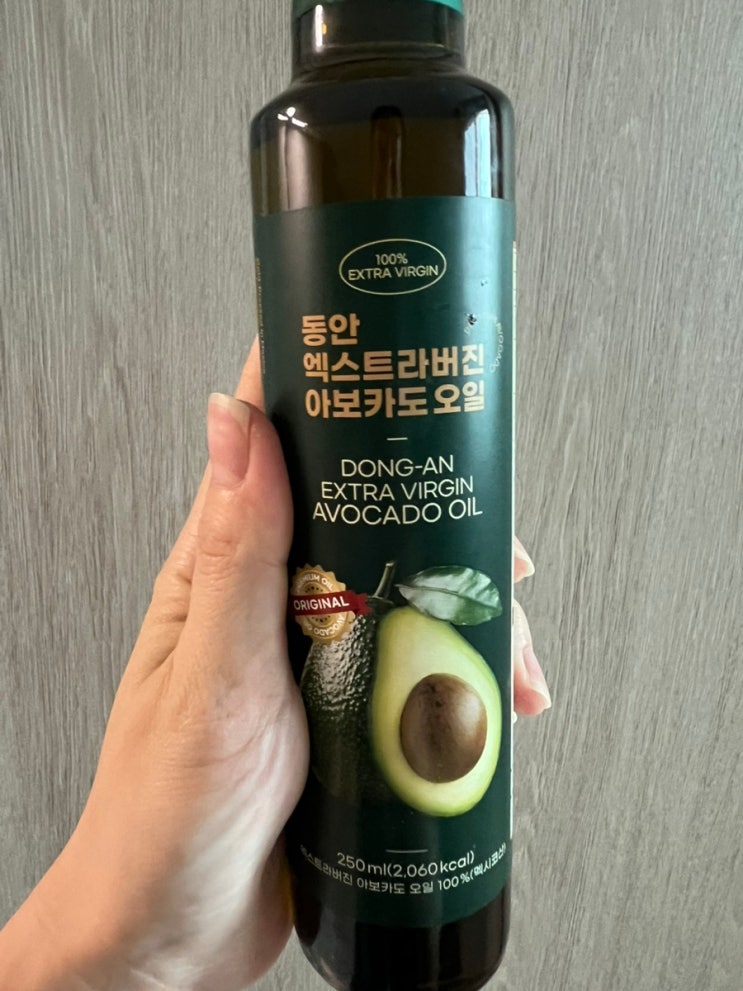 100%
EXTRA VIRGIN
동안
엑스트라버진
아보카도 오일
DONG-AN
EXTRA VIRGIN
AVOCADO OIL
ORIGINAL
AVOCADO
250ml(2,060kcal)
엑스트라버진 아보카도 오일 100%(멕시코산)